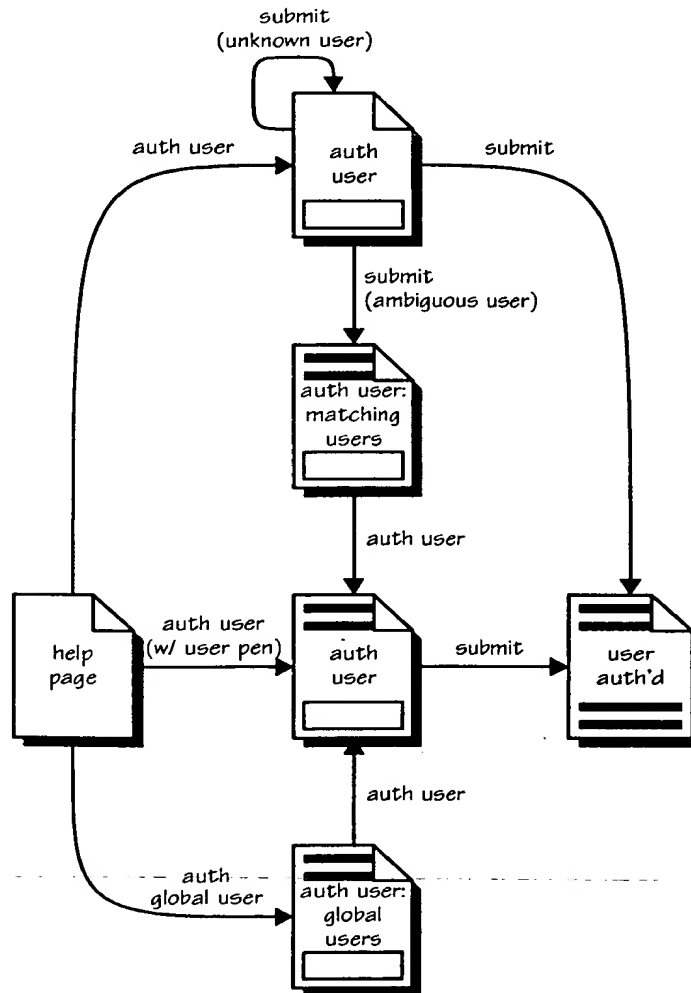 submit
(unknown user)
auth user
auth
user
submit
submit
(ambiguous user)
auth user:
matching
users
auth user
help
page
auth user
(w/ user pen)
auth
user
submit
user
auth'd
auth user
auth
global user
auth user:
global
users